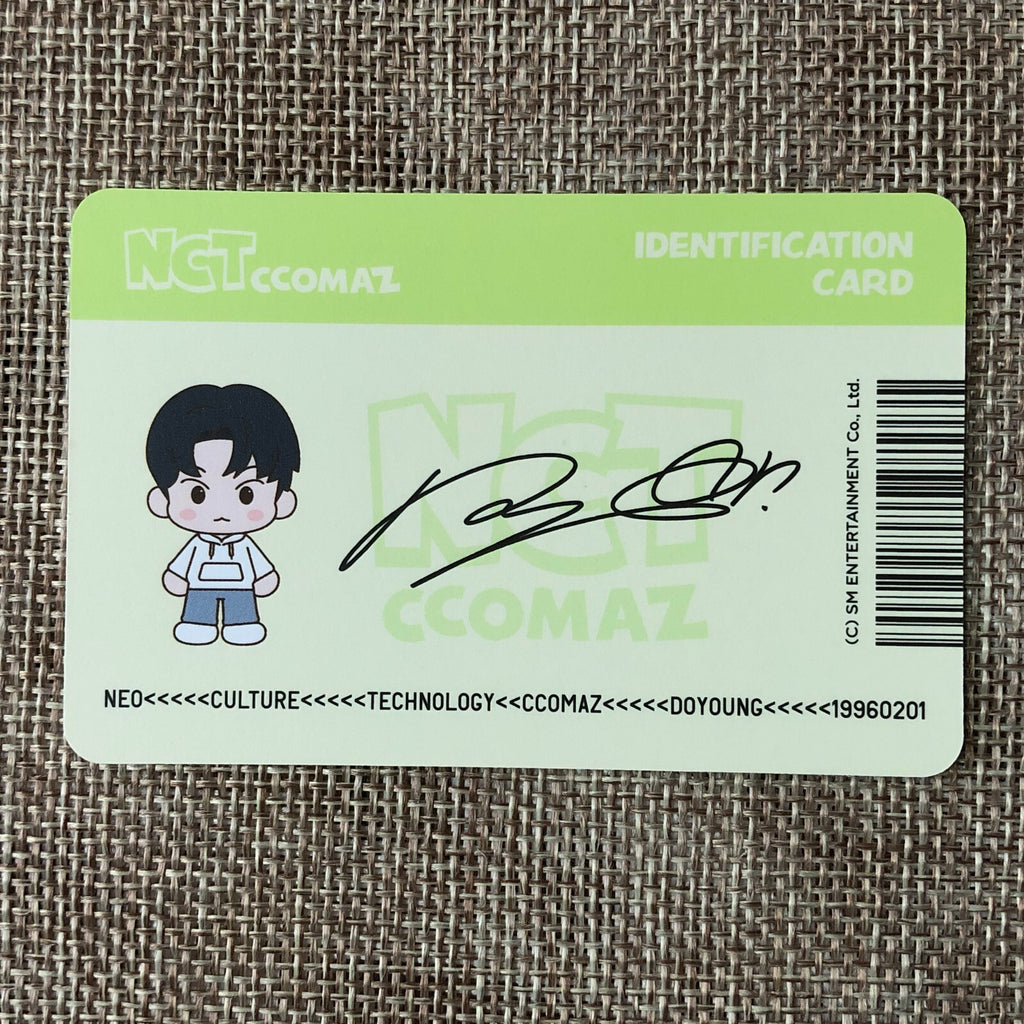 NCT CCOMAZ
IDENTIFICATION
CARD
NCT
CCOMAZ
(C) SM ENTERTAINMENT Co., Ltd.
NEO<<<<<CULTURE<<<<<TECHNOLOGY<<CCOMAZ<<<<<DOYOUNG<<<<<19960201